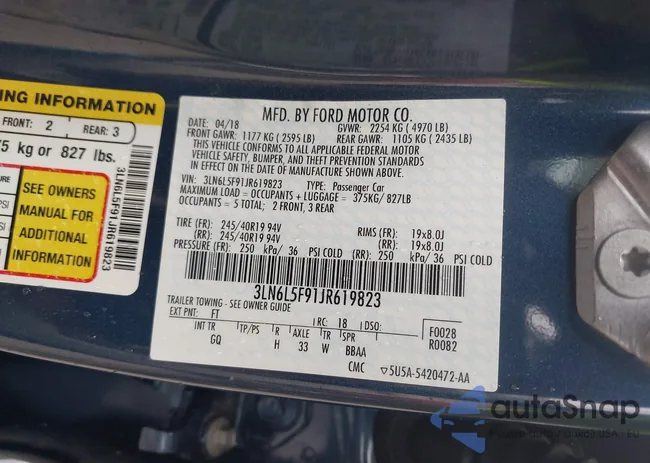 NG INFORMATION
FRONT: 2 REAR: 3
75 kg or 827 lbs.
SEE OWNERS
MANUAL FOR
ADDITIONAL
INFORMATION
3LN6L5F91JR619823
MFD. BY FORD MOTOR CO.
DATE: 04/18 GVWR: 2254 KG (4970 LB)
FRONT GAWR: 1177 KG (2595 LB) REAR GAWR: 1105 KG (2435 LB)
THIS VEHICLE CONFORMS TO ALL APPLICABLE FEDERAL MOTOR
VEHICLE SAFETY, BUMPER, AND THEFT PREVENTION STANDARDS
IN EFFECT ON THE DATE OF MANUFACTURE SHOWN ABOVE.
VIN: 3LN6L5F91JR619823 TYPE: Passenger Car
MAXIMUM LOAD = OCCUPANTS + LUGGAGE = 375KG/ 827LB
OCCUPANTS = 5 TOTAL; 2 FRONT, 3 REAR
TIRE (FR): 245/40R19 94V RIMS (FR): 19x8.0J
(RR): 245/40R19 94V (RR): 19x8.0J
PRESSURE (FR): 250 kPa/ 36 PSI COLD (RR): 250 kPa/ 36 PSI COLD
3LN6L5F91JR619823
TRAILER TOWING - SEE OWNER GUIDE
EXT PNT: FT RC: 18 DSO: F0028
INT TR TP/PS R AXLE TR SPR R0082
GQ H 33 W BBAA
CMC ▽5U5A-5420472-AA
autoSnap